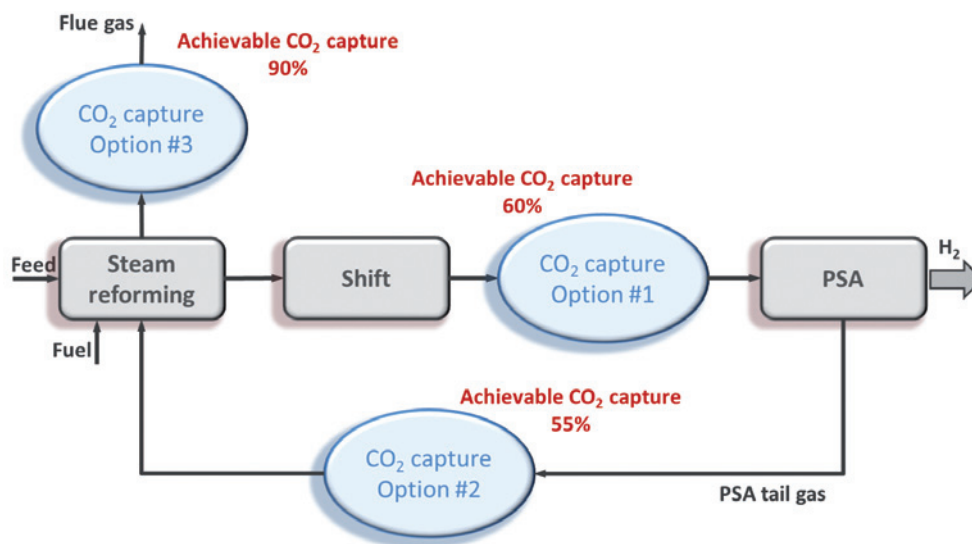 Flue gas
Achievable CO₂ capture
90%
CO₂ capture
Option #3
Achievable CO₂ capture
60%
Feed
Steam
reforming
Shift
CO₂ capture
Option #1
PSA
H₂
Fuel
Achievable CO₂ capture
55%
CO₂ capture
Option #2
PSA tail gas